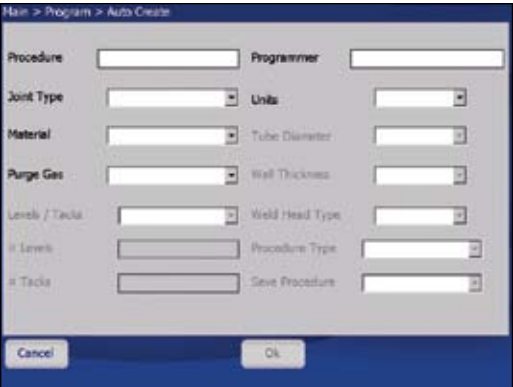 Main > Program > Auto Create
Procedure
Programmer
Joint Type
Units
Material
Tube Diameter
Purge Gas
Wall Thickness
Levels / Tacks
Weld Head Type
# Levels
Procedure Type
# Tacks
Save Procedure
Cancel
Ok